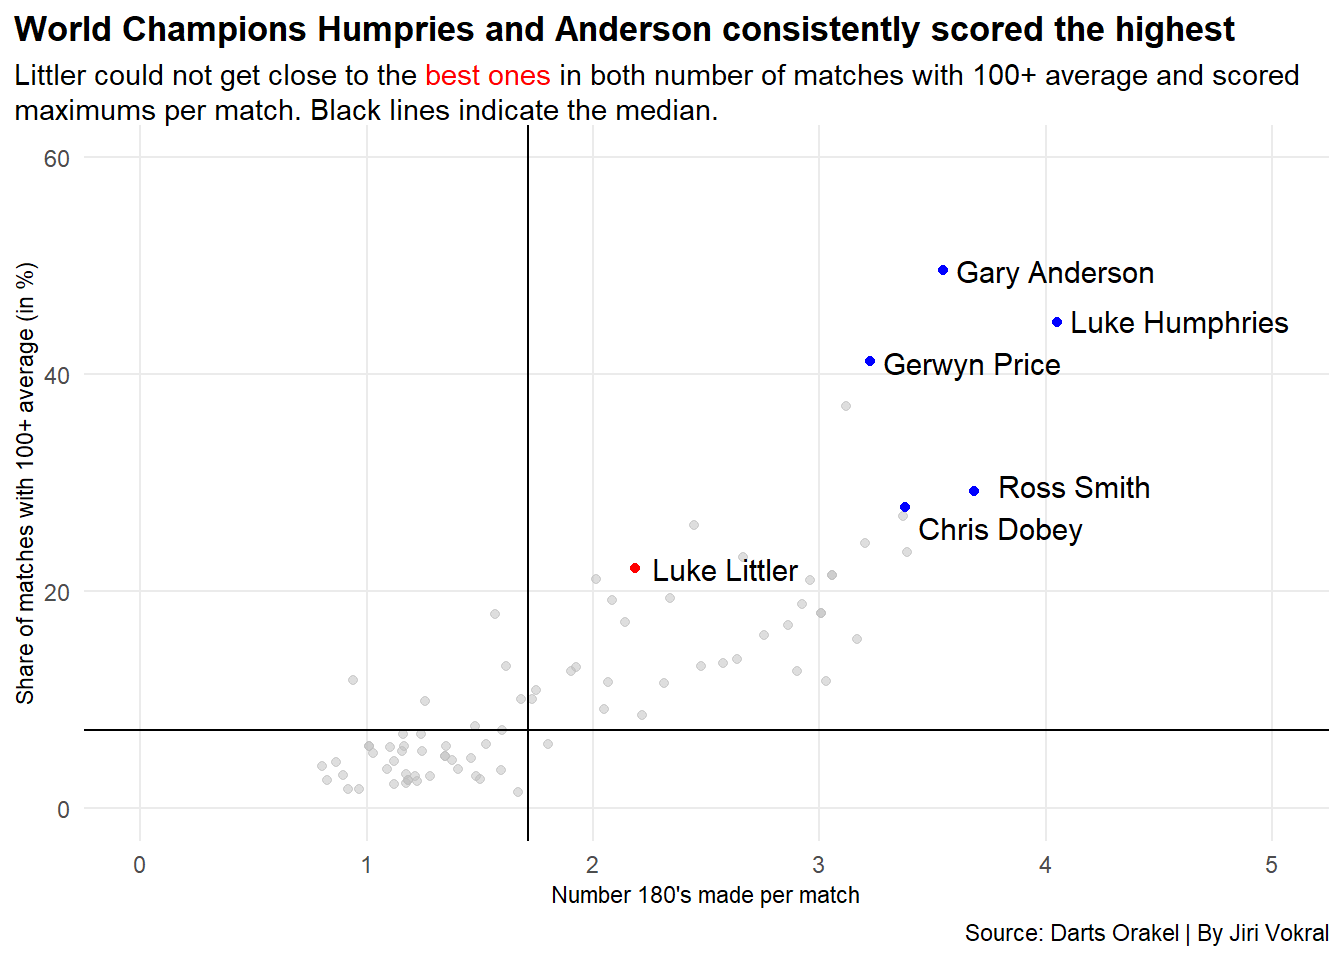 World Champions Humpries and Anderson consistently scored the highest
Littler could not get close to the best ones in both number of matches with 100+ average and scored
maximums per match. Black lines indicate the median.
Share of matches with 100+ average (in %)
60
40
20
0
Gary Anderson
Luke Humphries
Gerwyn Price
Ross Smith
Chris Dobey
Luke Littler
0 1 2 3 4 5
Number 180's made per match
Source: Darts Orakel | By Jiri Vokral